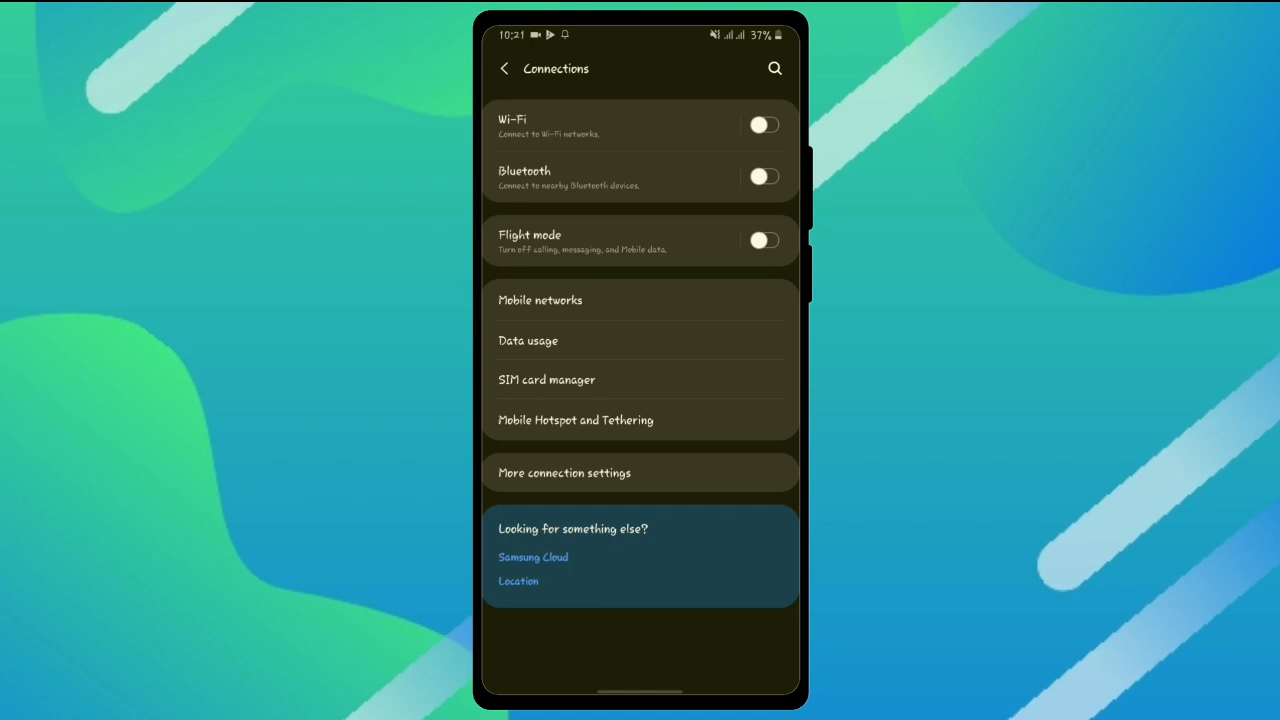 10:21 37%
Connections
Wi-Fi
Connect to Wi-Fi networks.
Bluetooth
Connect to nearby Bluetooth devices.
Flight mode
Turn off calling, messaging, and Mobile data.
Mobile networks
Data usage
SIM card manager
Mobile Hotspot and Tethering
More connection settings
Looking for something else?
Samsung Cloud
Location